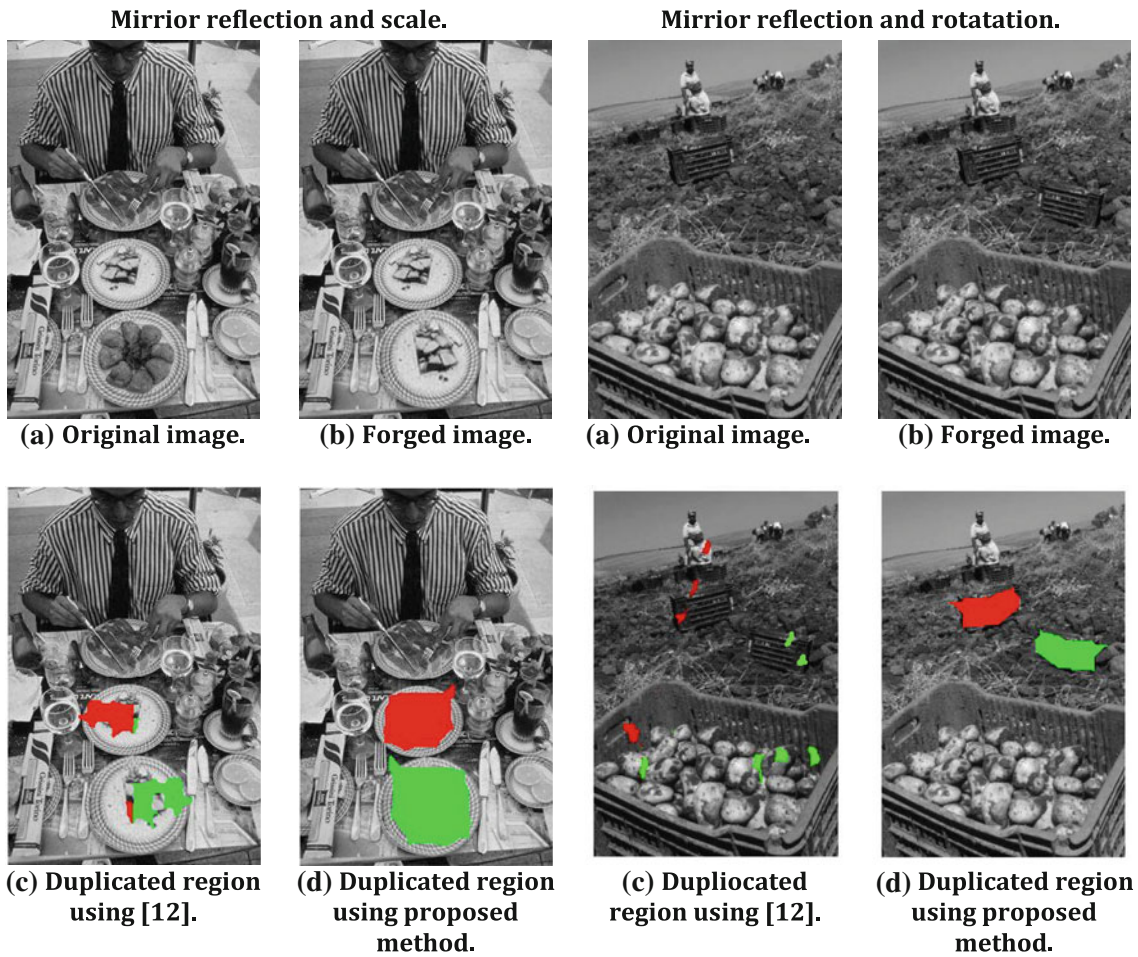 Mirrior reflection and scale.
Mirrior reflection and rotatation.
(a) Original image.
(b) Forged image.
(a) Original image.
(b) Forged image.
(c) Duplicated region
using [12].
(d) Duplicated region
using proposed
method.
(c) Dupliocated
region using [12].
(d) Duplicated region
using proposed
method.